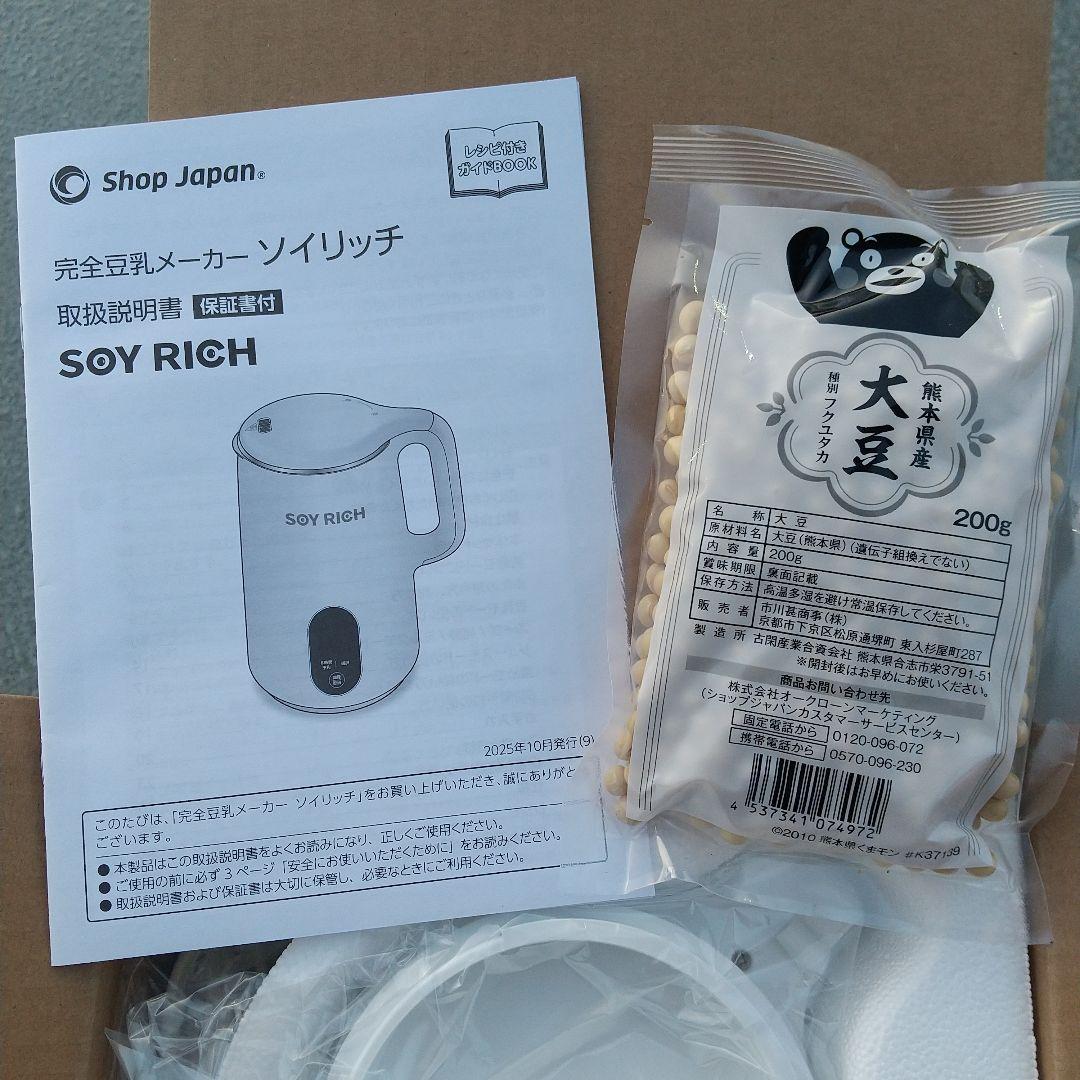 Shop Japan®
レシピ付き
ガイドBOOK
完全豆乳メーカー ソイリッチ
取扱説明書 保証書付
SOY RICH
SOY RICH
2025年10月発行(9)
このたびは、「完全豆乳メーカー ソイリッチ」をお買い上げいただき、誠にありがと
ございます。
● 本製品はこの取扱説明書をよくお読みになり、正しくご使用ください。
● ご使用の前に必ず3ページ「安全にお使いいただくために」をお読みください。
● 取扱説明書および保証書は大切に保管し、必要なときにご利用ください。
熊本県産
大豆
種別 フクユタカ
200g
名称 大豆
原材料名 大豆(熊本県)(遺伝子組換えでない)
内容量 200g
賞味期限 裏面記載
保存方法 高温多湿を避け常温保存してください。
販売者 市川甚商事(株)
京都市下京区松原通堺町 東入杉屋町287
製造所 古閑産業合資会社 熊本県合志市栄3791-51
※開封後はお早めにお使いください。
商品お問い合わせ先
株式会社オークローンマーケティング
(ショップジャパンカスタマーサービスセンター)
固定電話から 0120-096-072
携帯電話から 0570-096-230
4 537341 074972
©2010 熊本県くまモン #K37139